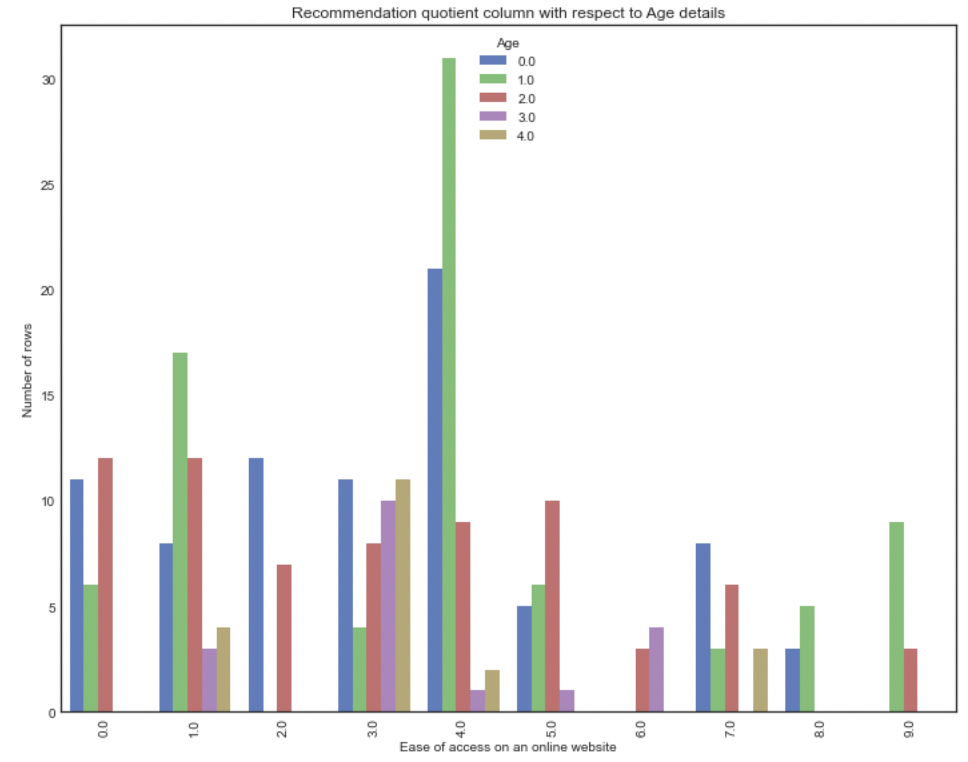 Recommendation quotient column with respect to Age details
Age
0.0
1.0
2.0
3.0
4.0
Number of rows
30
25
20
15
10
5
0
0.0 1.0 2.0 3.0 4.0 5.0 6.0 7.0 8.0 9.0
Ease of access on an online website